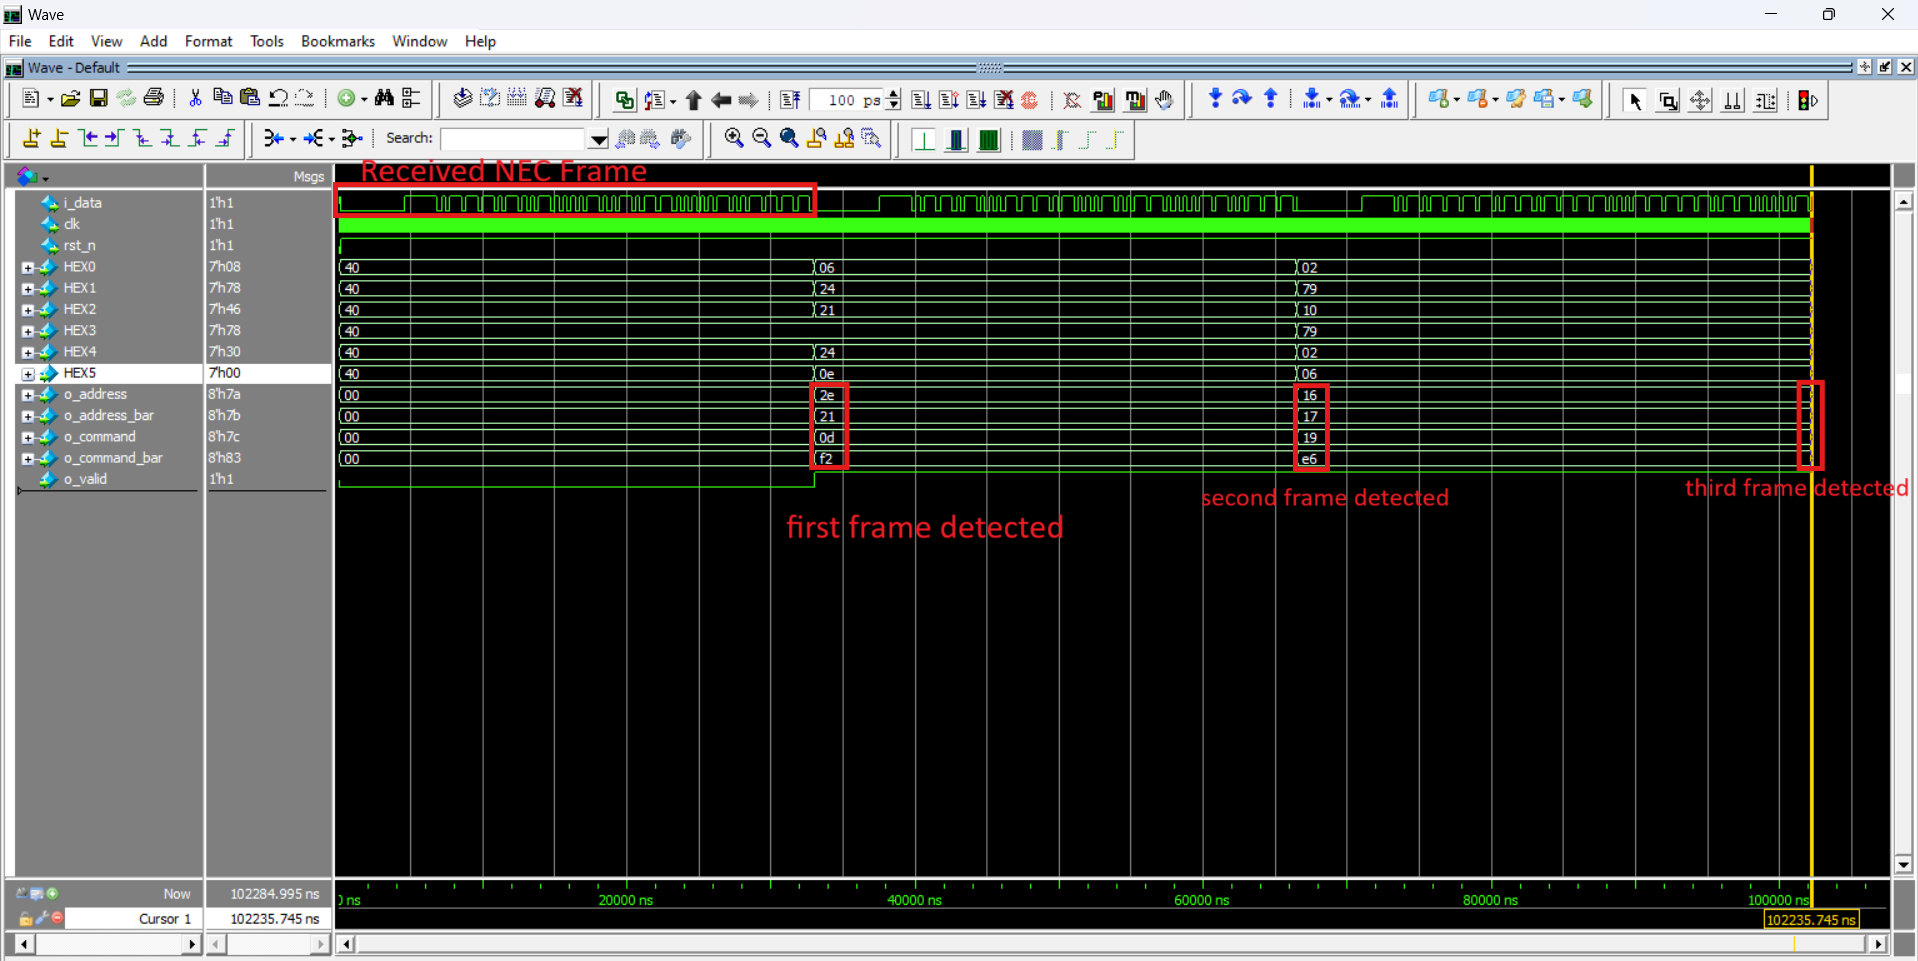 Wave
File Edit View Add Format Tools Bookmarks Window Help
Wave - Default
100 ps
Search:
Msgs
Received NEC Frame
i_data 1'h1
clk 1'h1
rst_n 1'h1
HEX0 7'h08 40 06 02
HEX1 7'h78 40 24 79
HEX2 7'h46 40 21 10
HEX3 7'h78 40 79
HEX4 7'h30 40 24 02
HEX5 7'h00 40 0e 06
o_address 8'h7a 00 2e 16
o_address_bar 8'h7b 00 21 17
o_command 8'h7c 00 0d 19
o_command_bar 8'h83 00 f2 e6
o_valid 1'h1
first frame detected
second frame detected
third frame detected
Now 102284.995 ns
0 ns 20000 ns 40000 ns 60000 ns 80000 ns 100000 ns
Cursor 1 102235.745 ns
102235.745 ns